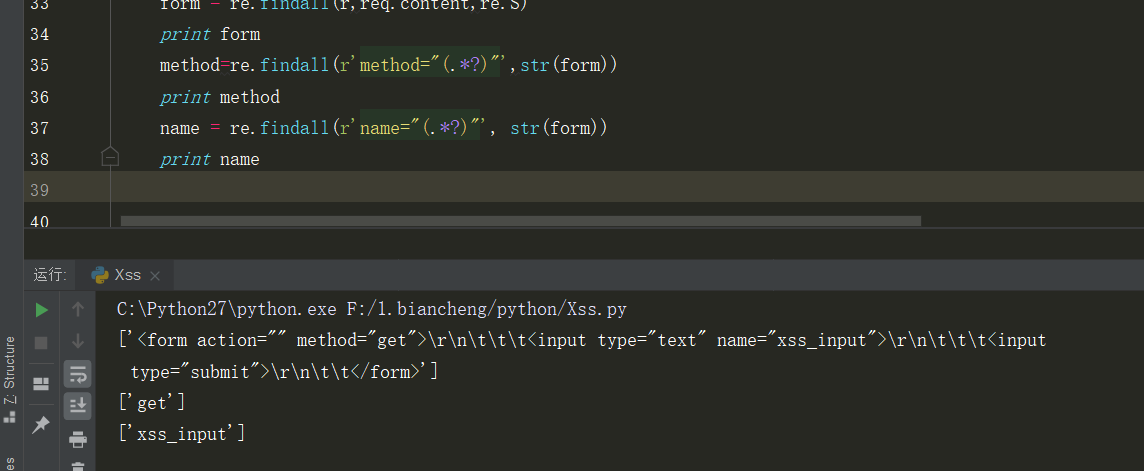 33 form = re.findall(r,req.content,re.S)
34 print form
35 method=re.findall(r'method="(.*?)"',str(form))
36 print method
37 name = re.findall(r'name="(.*?)"', str(form))
38 print name
39
40
运行: Xss
C:\Python27\python.exe F:/1.biancheng/python/Xss.py
['<form action="" method="get">\r\n\t\t\t<input type="text" name="xss_input">\r\n\t\t\t<input
type="submit">\r\n\t\t</form>']
['get']
['xss_input']
Z: Structure